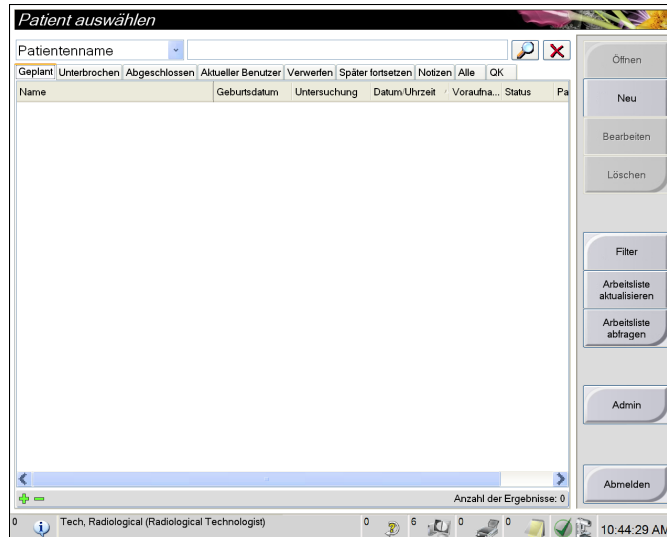 Patient auswählen
Patientenname
Geplant Unterbrochen Abgeschlossen Aktueller Benutzer Verwerfen Später fortsetzen Notizen Alle QK
Name Geburtsdatum Untersuchung Datum/Uhrzeit Voraufna... Status Pa
Öffnen
Neu
Bearbeiten
Löschen
Filter
Arbeitsliste
aktualisieren
Arbeitsliste
abfragen
Admin
Abmelden
Anzahl der Ergebnisse: 0
0 Tech, Radiological (Radiological Technologist) 0 6 0 0 10:44:29 AM